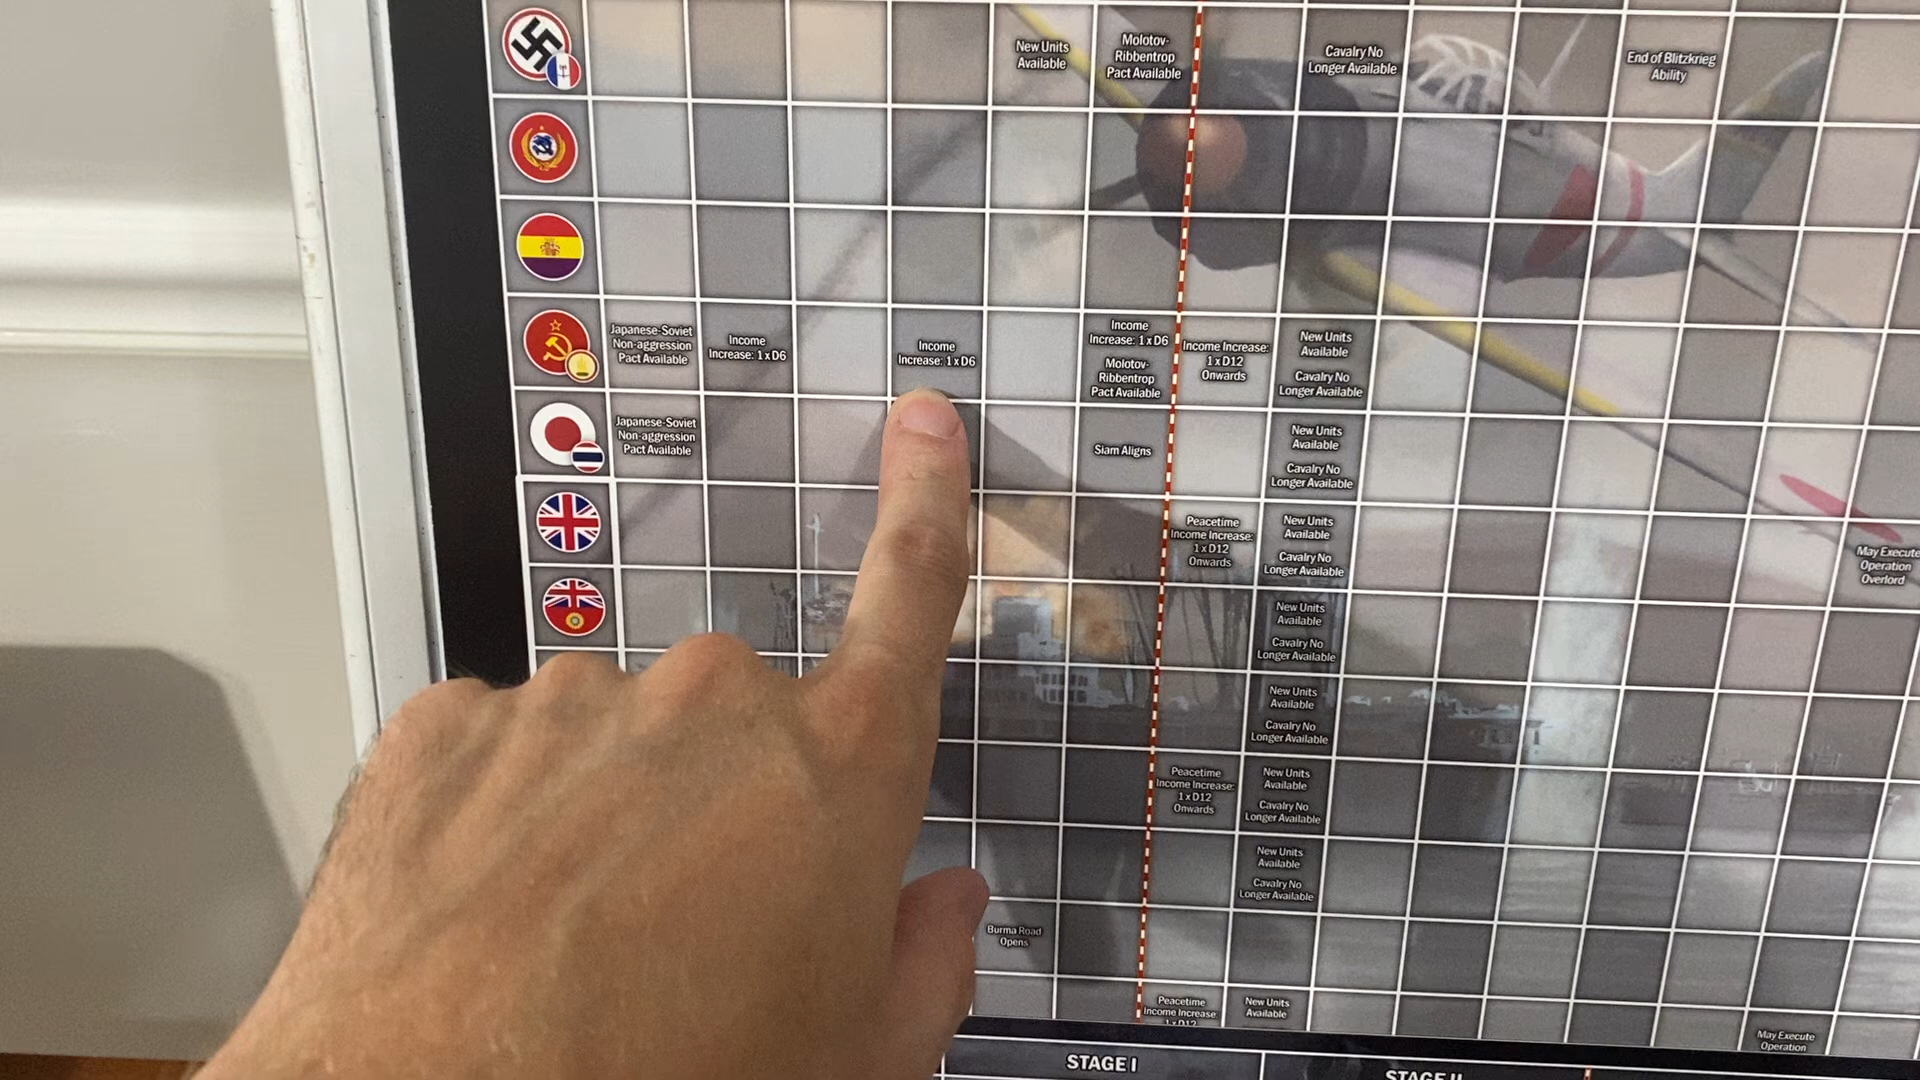 New Units
Available
Molotov-
Ribbentrop
Pact Available
Cavalry No
Longer Available
End of Blitzkrieg
Ability
Japanese-Soviet
Non-aggression
Pact Available
Income
Increase: 1 x D6
Income
Increase: 1 x D6
Income
Increase: 1 x D6
Molotov-
Ribbentrop
Pact Available
Income Increase:
1 x D12
Onwards
New Units
Available
Cavalry No
Longer Available
Japanese-Soviet
Non-aggression
Pact Available
Siam Aligns
New Units
Available
Cavalry No
Longer Available
Peacetime
Income Increase:
1 x D12
Onwards
New Units
Available
Cavalry No
Longer Available
May Execute
Operation
Overlord
New Units
Available
Cavalry No
Longer Available
New Units
Available
Cavalry No
Longer Available
Peacetime
Income Increase:
1 x D12
Onwards
New Units
Available
Cavalry No
Longer Available
New Units
Available
Cavalry No
Longer Available
Burma Road
Opens
Peacetime
Income Increase
1 x D12
New Units
Available
May Execute
Operation
STAGE I
STAGE II